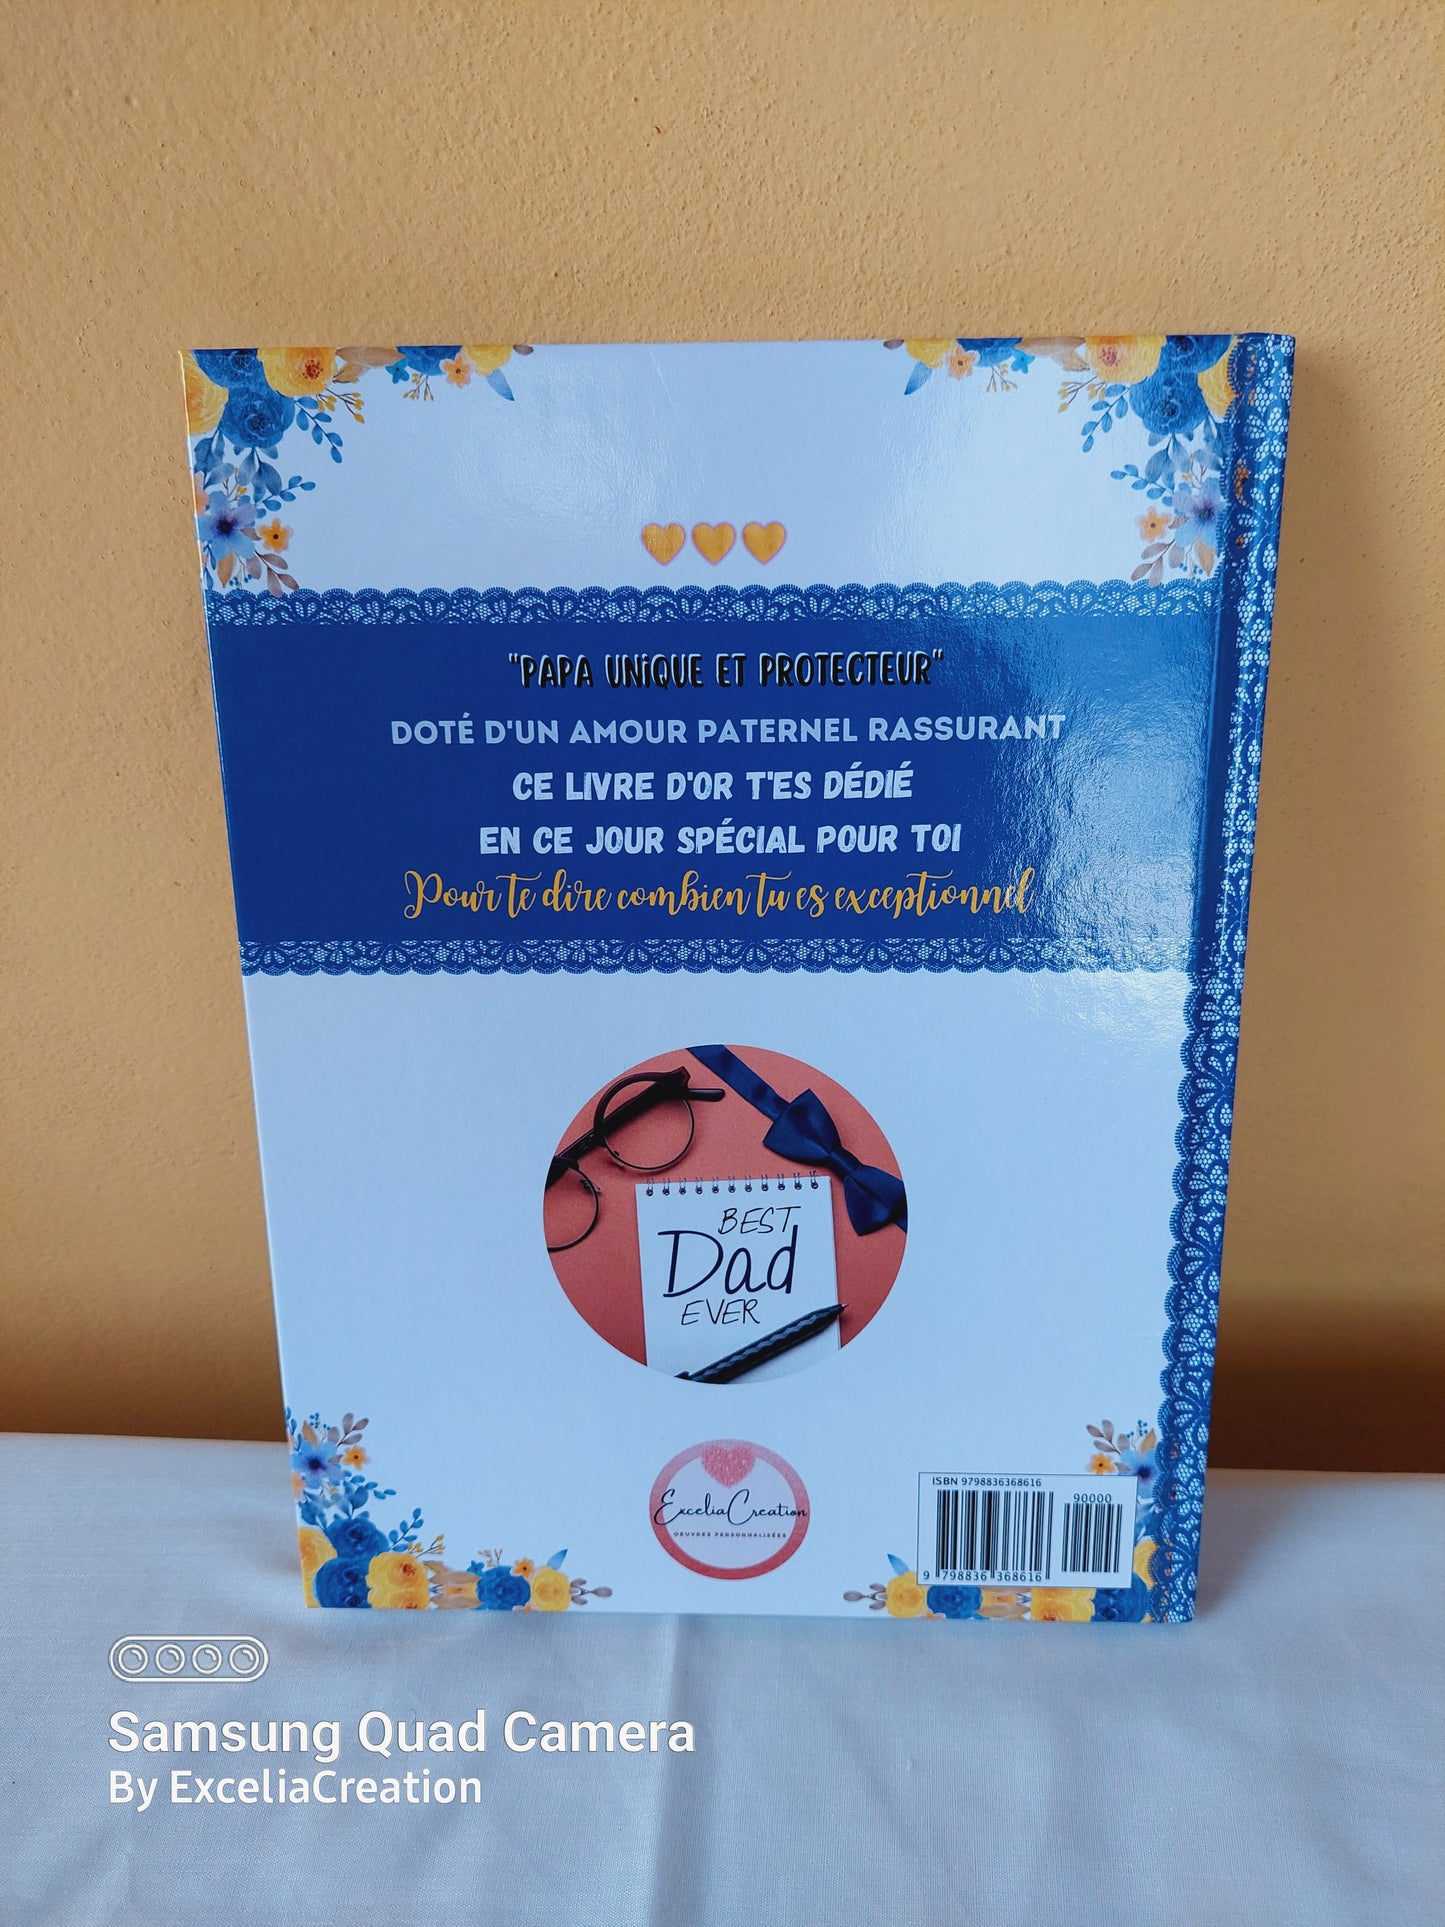 "PAPA UNIQUE ET PROTECTEUR"
DOTÉ D'UN AMOUR PATERNEL RASSURANT
CE LIVRE D'OR T'ES DÉDIÉ
EN CE JOUR SPÉCIAL POUR TOI
Pour te dire combien tu es exceptionnel
BEST
Dad
EVER
ExceliaCreation
OEUVRES PERSONNALISÉES
ISBN 9798836368616
90000
9 798836 368616
Samsung Quad Camera
By ExceliaCreation